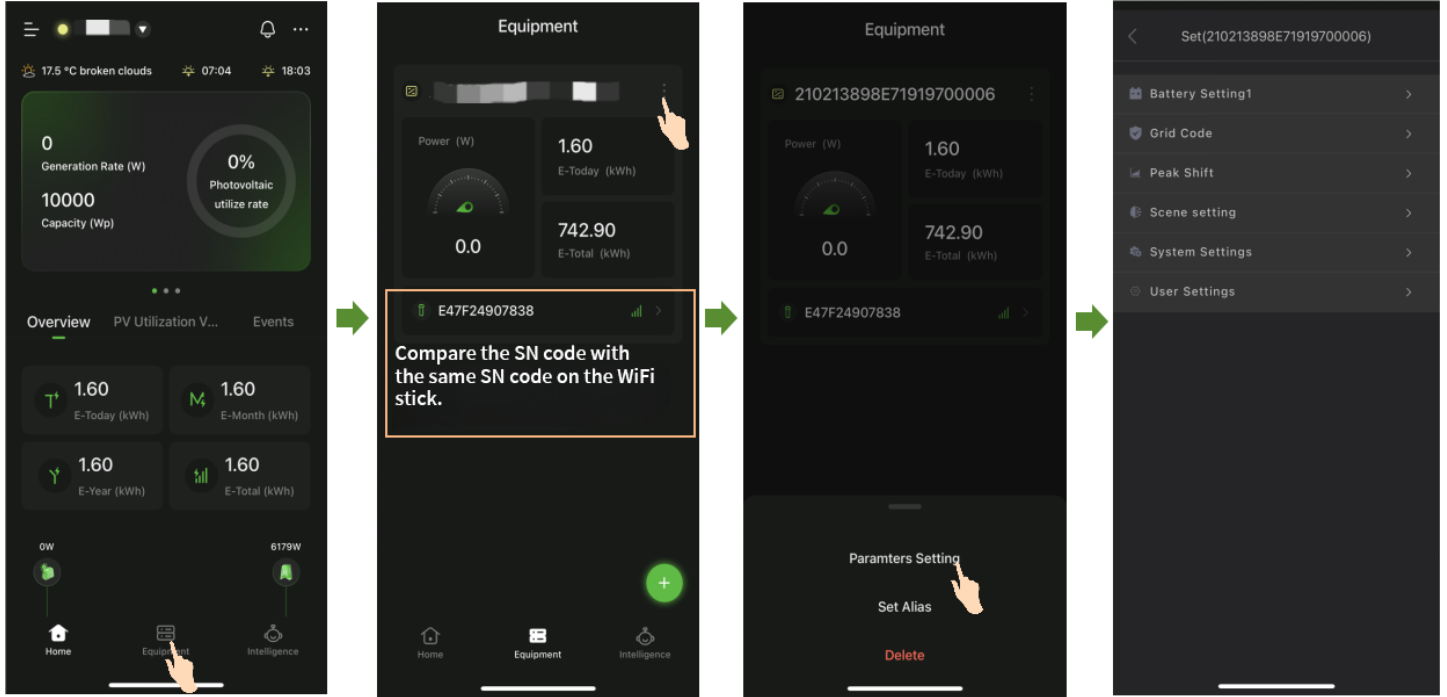 17.5 °C broken clouds 07:04 18:03
0
Generation Rate (W)
10000
Capacity (Wp)
0%
Photovoltaic
utilize rate
Overview PV Utilization V... Events
1.60
E-Today (kWh)
1.60
E-Month (kWh)
1.60
E-Year (kWh)
1.60
E-Total (kWh)
0W
6179W
Home Equipment Intelligence
Equipment
Power (W)
0.0
1.60
E-Today (kWh)
742.90
E-Total (kWh)
E47F24907838
Compare the SN code with
the same SN code on the WiFi
stick.
+
Home Equipment Intelligence
Equipment
210213898E71919700006
Power (W)
0.0
1.60
E-Today (kWh)
742.90
E-Total (kWh)
E47F24907838
Paramters Setting
Set Alias
Delete
Set(210213898E71919700006)
Battery Setting1
Grid Code
Peak Shift
Scene setting
System Settings
User Settings